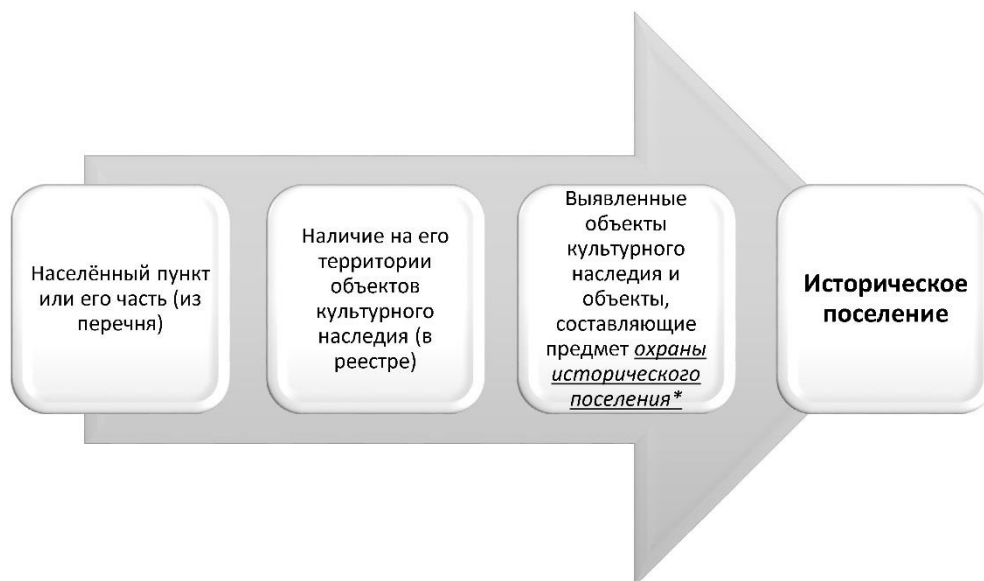 Населённый пункт
или его часть (из
перечня)
Наличие на его
территории
объектов
культурного
наследия (в
реестре)
Выявленные
объекты
культурного
наследия и
объекты,
составляющие
предмет охраны
исторического
поселения*
Историческое
поселение